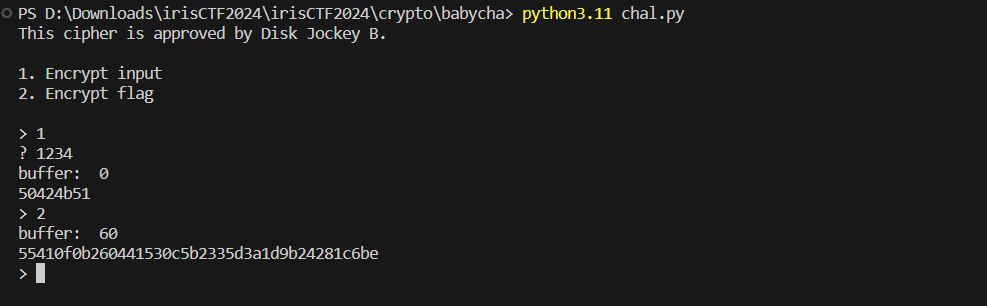 PS D:\Downloads\irisCTF2024\irisCTF2024\crypto\babycha> python3.11 chal.py
This cipher is approved by Disk Jockey B.
1. Encrypt input
2. Encrypt flag
> 1
? 1234
buffer:  0
50424b51
> 2
buffer:  60
55410f0b260441530c5b2335d3a1d9b24281c6be
>